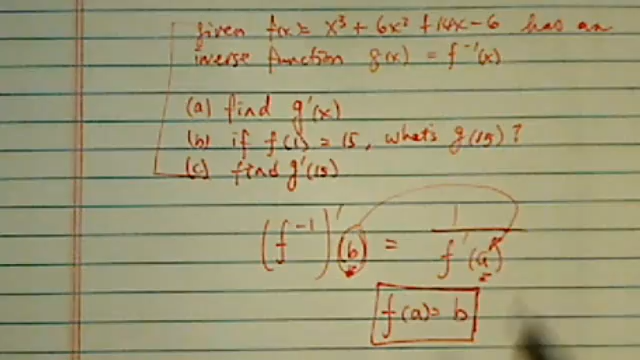 given f(x) = x³ + 6x² + 14x - 6 has an
inverse function g(x) = f⁻¹(x)
(a) find g'(x)
(b) if f(1) = 15, what's g(15) ?
(c) find g'(15)
(f⁻¹)'(b) = 1 / f'(a)
f(a) = b